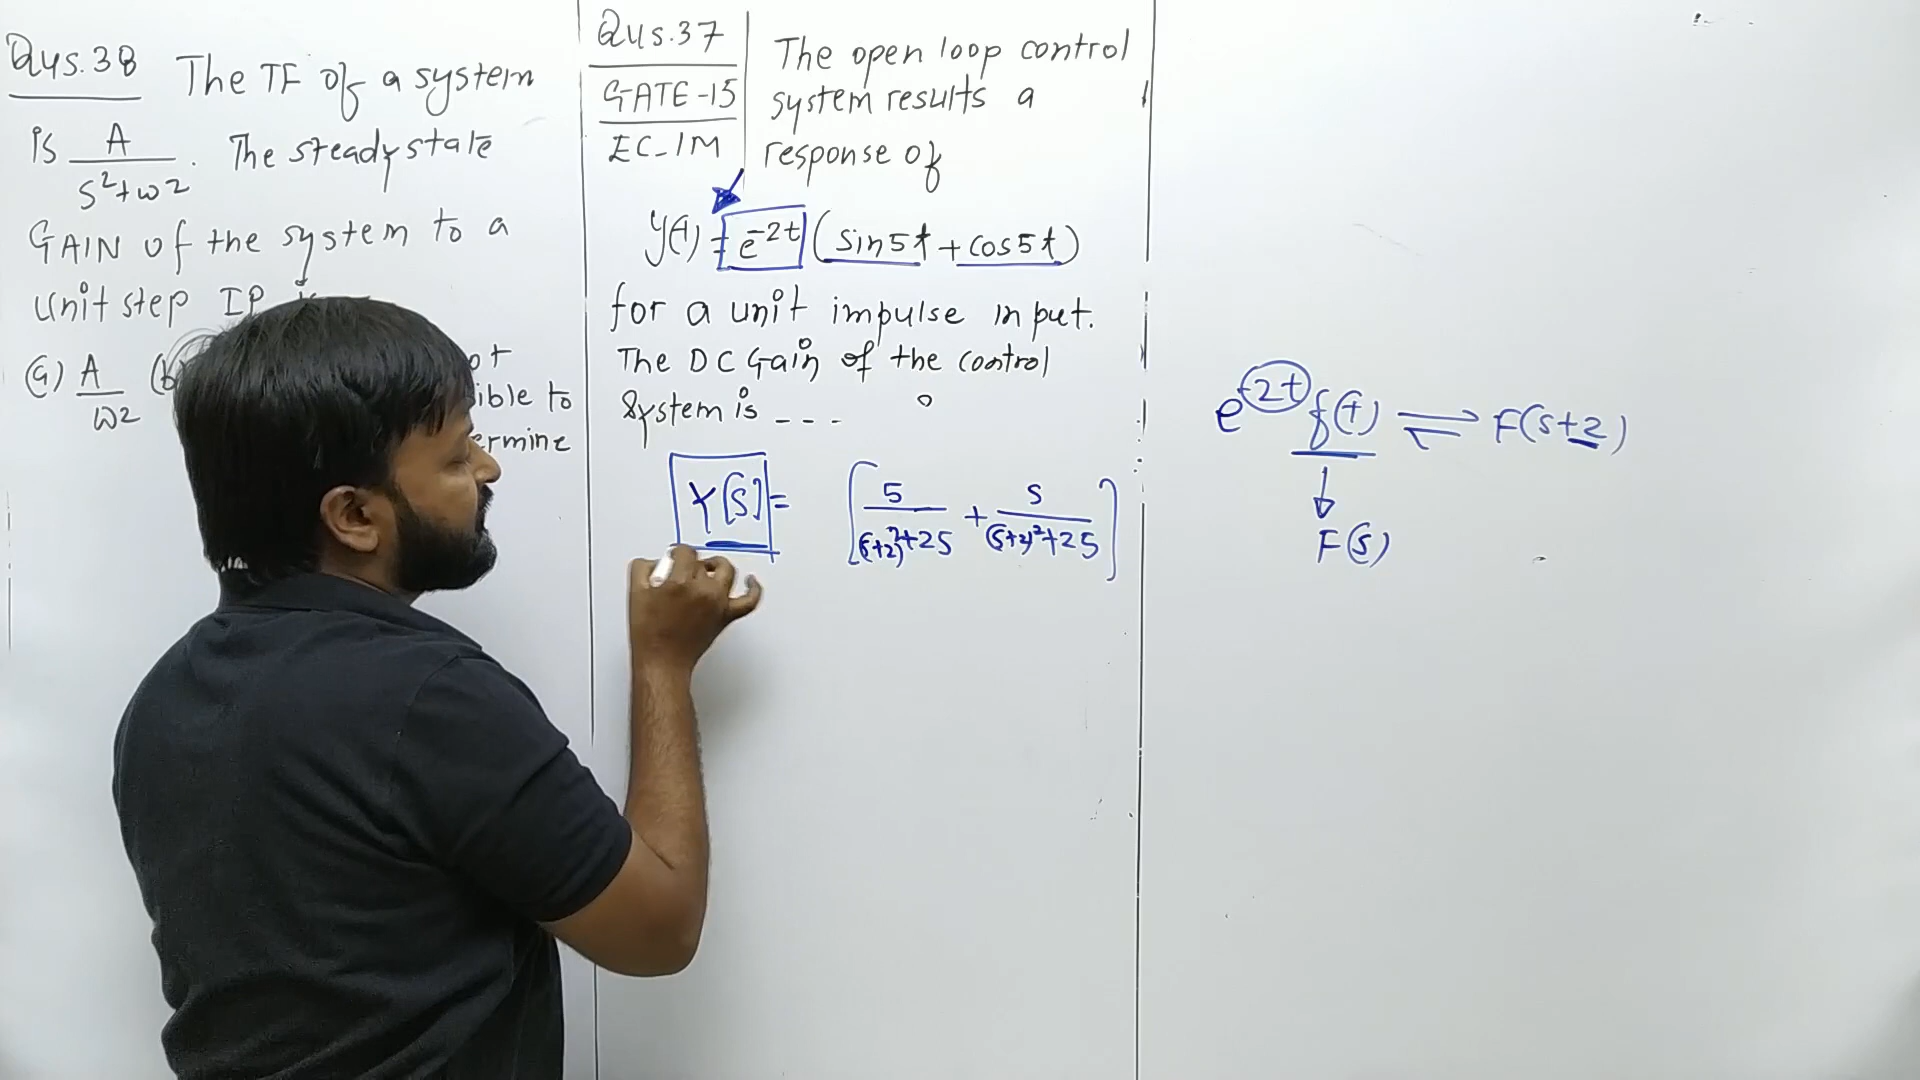 Qus.38 The TF of a system
is A / s²+ω2 . The steady state
GAIN of the system to a
unit step IP
(a) A / ω2 (b
ible to
ermine
Qus.37
GATE-15
EC-1M
The open loop control
system results a
response of
y(t) = e^-2t (sin5t + cos5t)
for a unit impulse input.
The DC Gain of the control
System is - - -
Y[s] = [ 5 / (s+2)²+25 + s / (s+2)²+25 ]
e^-2t f(t) ⇌ F(s+2)
↓
F(s)